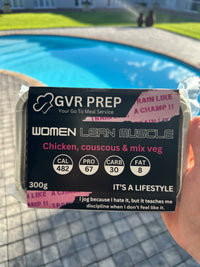 GVR PREP
Your Go To Meal Service
TRAIN LIKE
A CHAMP !!
WOMEN LEAN MUSCLE
Chicken, couscous & mix veg
CAL
482
PRO
67
CARB
30
FAT
8
300g
IT'S A LIFESTYLE
I jog because I hate it, but it teaches me
discipline when I don't feel like it.